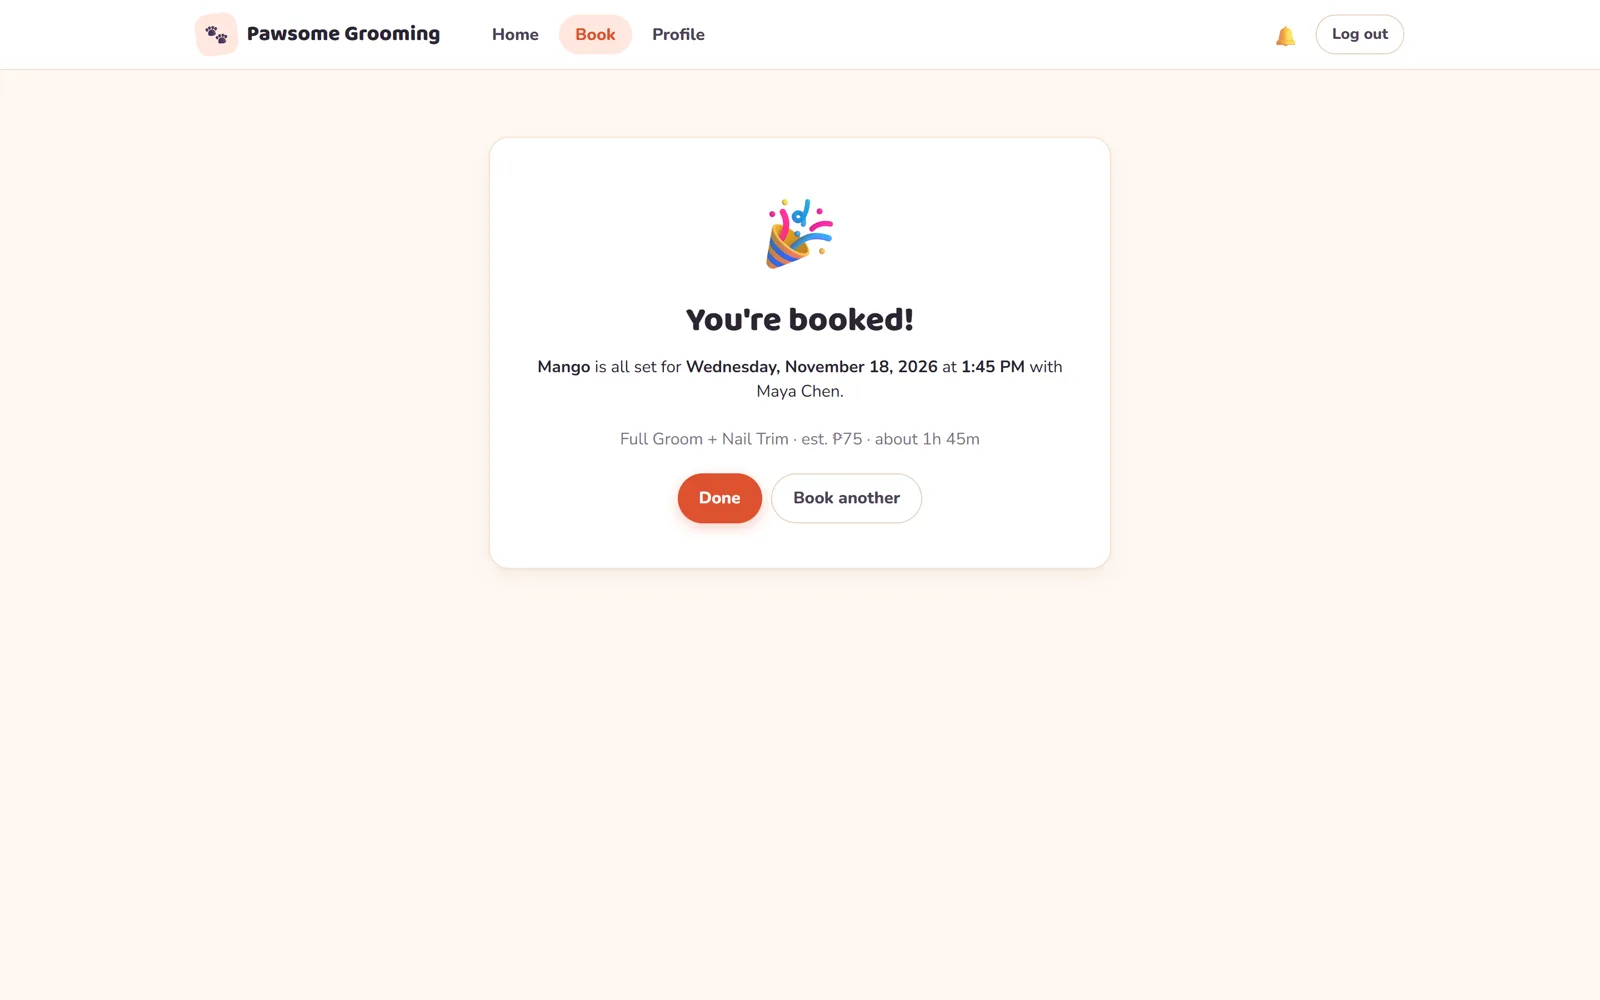 Pawsome Grooming
Home
Book
Profile
Log out
You're booked!
Mango is all set for Wednesday, November 18, 2026 at 1:45 PM with
Maya Chen.
Full Groom + Nail Trim · est. ₱75 · about 1h 45m
Done
Book another